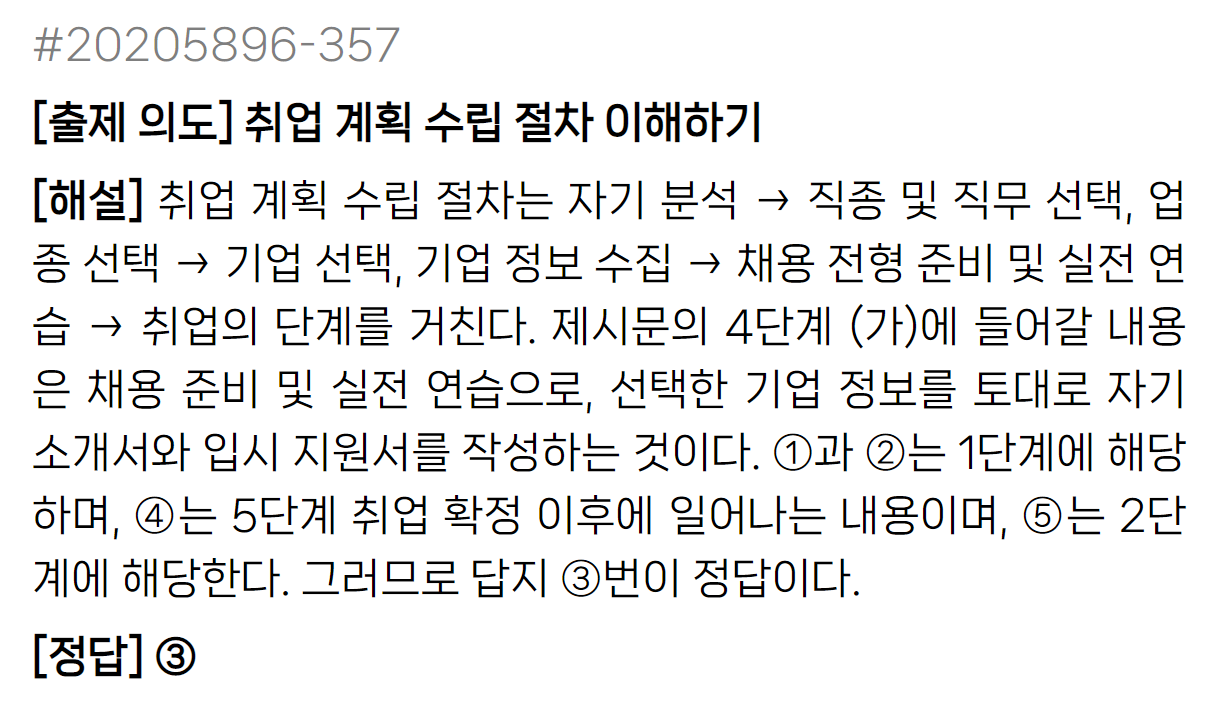 #20205896-357
[출제 의도] 취업 계획 수립 절차 이해하기
[해설] 취업 계획 수립 절차는 자기 분석 → 직종 및 직무 선택, 업
종 선택 → 기업 선택, 기업 정보 수집 → 채용 전형 준비 및 실전 연
습 → 취업의 단계를 거친다. 제시문의 4단계 (가)에 들어갈 내용
은 채용 준비 및 실전 연습으로, 선택한 기업 정보를 토대로 자기
소개서와 입시 지원서를 작성하는 것이다. ①과 ②는 1단계에 해당
하며, ④는 5단계 취업 확정 이후에 일어나는 내용이며, ⑤는 2단
계에 해당한다. 그러므로 답지 ③번이 정답이다.
[정답] ③